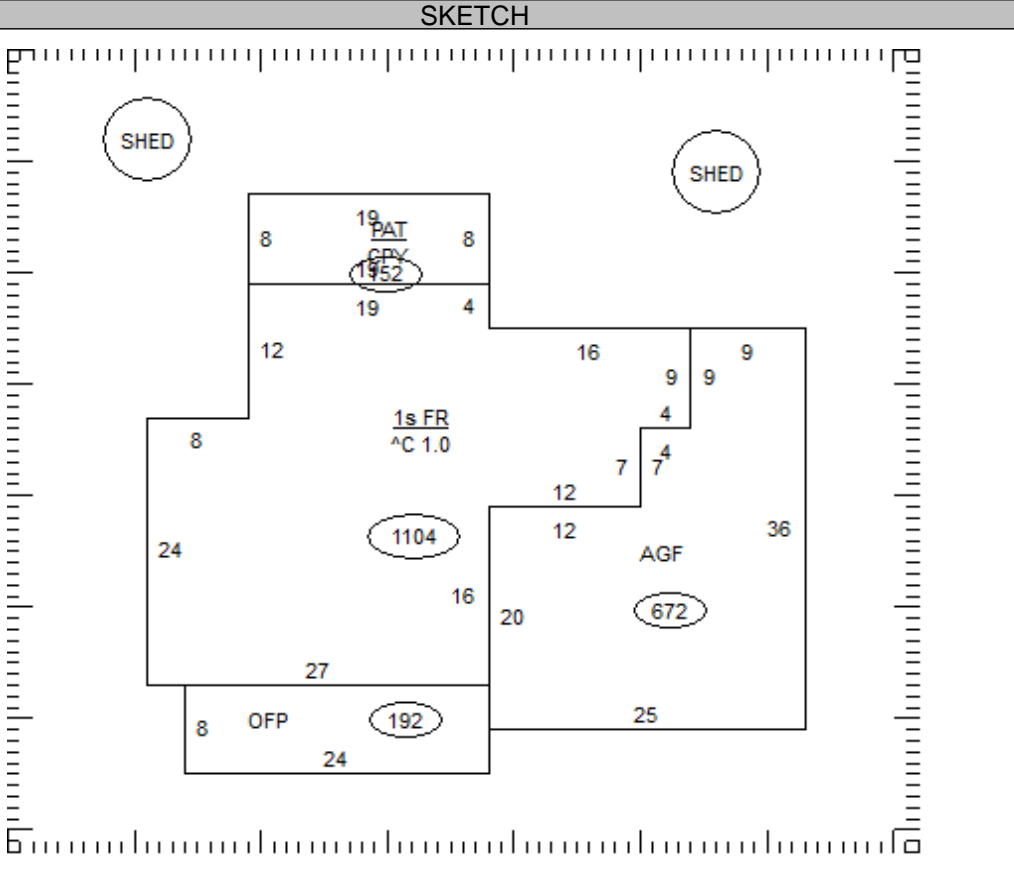 SKETCH
SHED
SHED
19
8 PAT 8
CPY
19
152
19 4
12 16 9
9 9
1s FR 4
8 ^C 1.0
4
7 7
12
12 36
1104
24 AGF
16 672
20
27
25
8 OFP 192
24